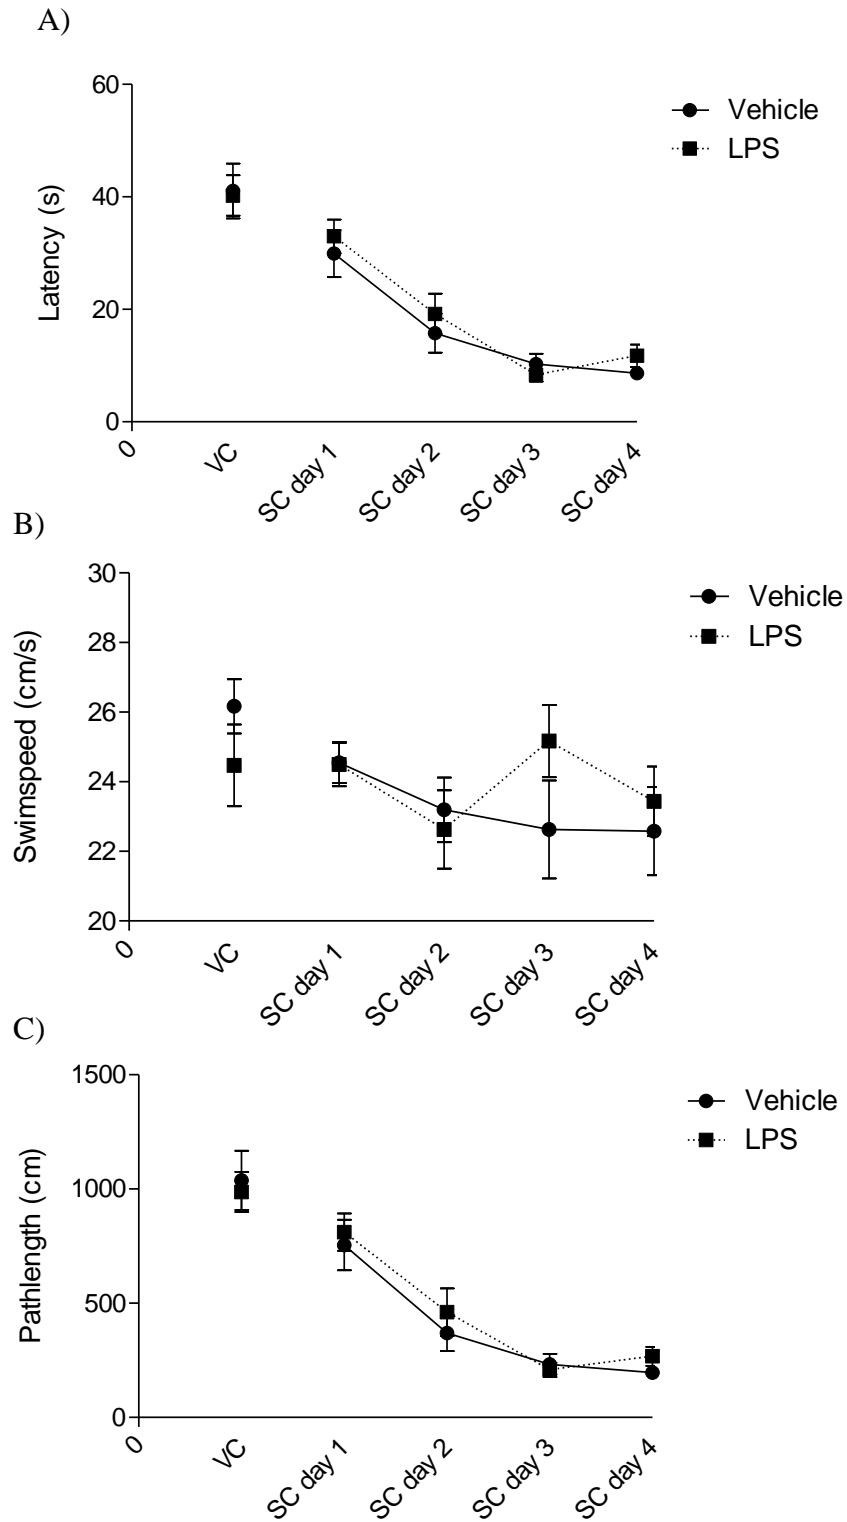 A)
60
40
20
0
Latency (s)
Vehicle
LPS
0
VC
SC day 1
SC day 2
SC day 3
SC day 4
B)
30
28
26
24
22
20
Swimspeed (cm/s)
Vehicle
LPS
0
VC
SC day 1
SC day 2
SC day 3
SC day 4
C)
1500
1000
500
0
Pathlength (cm)
Vehicle
LPS
0
VC
SC day 1
SC day 2
SC day 3
SC day 4